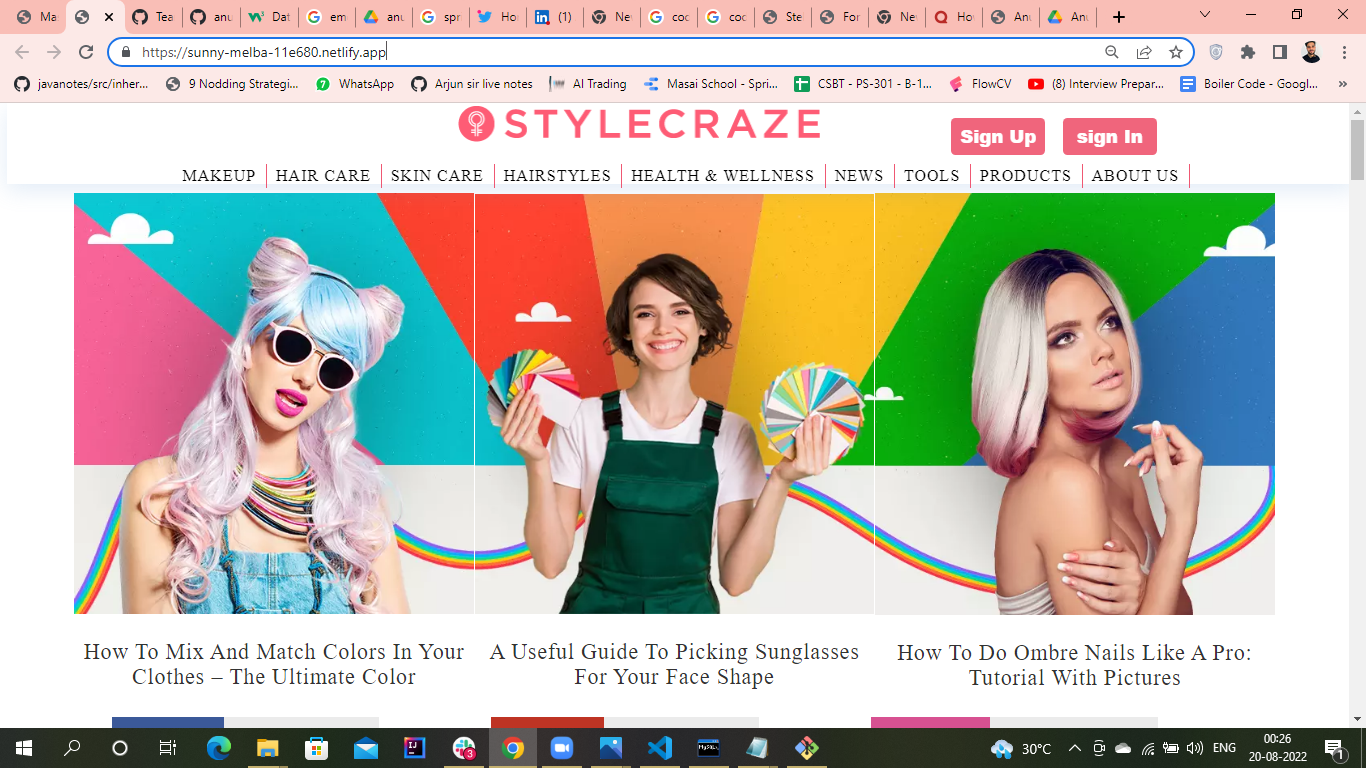 Ma
Tea
anu
Dat
em
anu
spr
Ho
(1)
Ne
coc
coc
Ste
For
Nev
Ho
Anu
Anu
https://sunny-melba-11e680.netlify.app
javanotes/src/inher...
9 Nodding Strategi...
WhatsApp
Arjun sir live notes
AI Trading
Masai School - Spri...
CSBT - PS-301 - B-1...
FlowCV
(8) Interview Prepar...
Boiler Code - Googl...
»
STYLECRAZE
Sign Up
sign In
MAKEUP
HAIR CARE
SKIN CARE
HAIRSTYLES
HEALTH & WELLNESS
NEWS
TOOLS
PRODUCTS
ABOUT US
How To Mix And Match Colors In Your
Clothes – The Ultimate Color
A Useful Guide To Picking Sunglasses
For Your Face Shape
How To Do Ombre Nails Like A Pro:
Tutorial With Pictures
3
30°C
ENG
00:26
20-08-2022
1